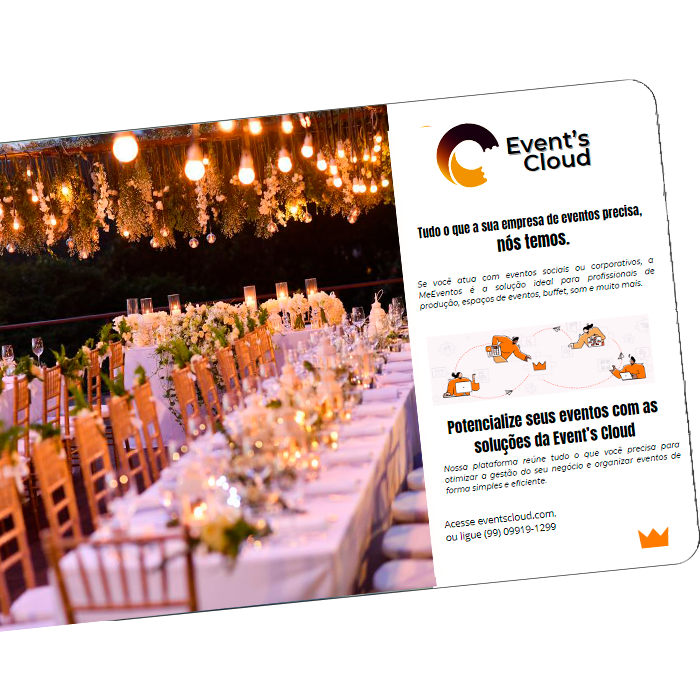 Event's
Cloud
Tudo o que a sua empresa de eventos precisa,
nós temos.
Se você atua com eventos sociais ou corporativos, a
MeEventos é a solução ideal para profissionais de
produção, espaços de eventos, buffet, som e muito mais.
Potencialize seus eventos com as
soluções da Event's Cloud
Nossa plataforma reúne tudo o que você precisa para
otimizar a gestão do seu negócio e organizar eventos de
forma simples e eficiente.
Acesse eventscloud.com,
ou ligue (99) 09919-1299